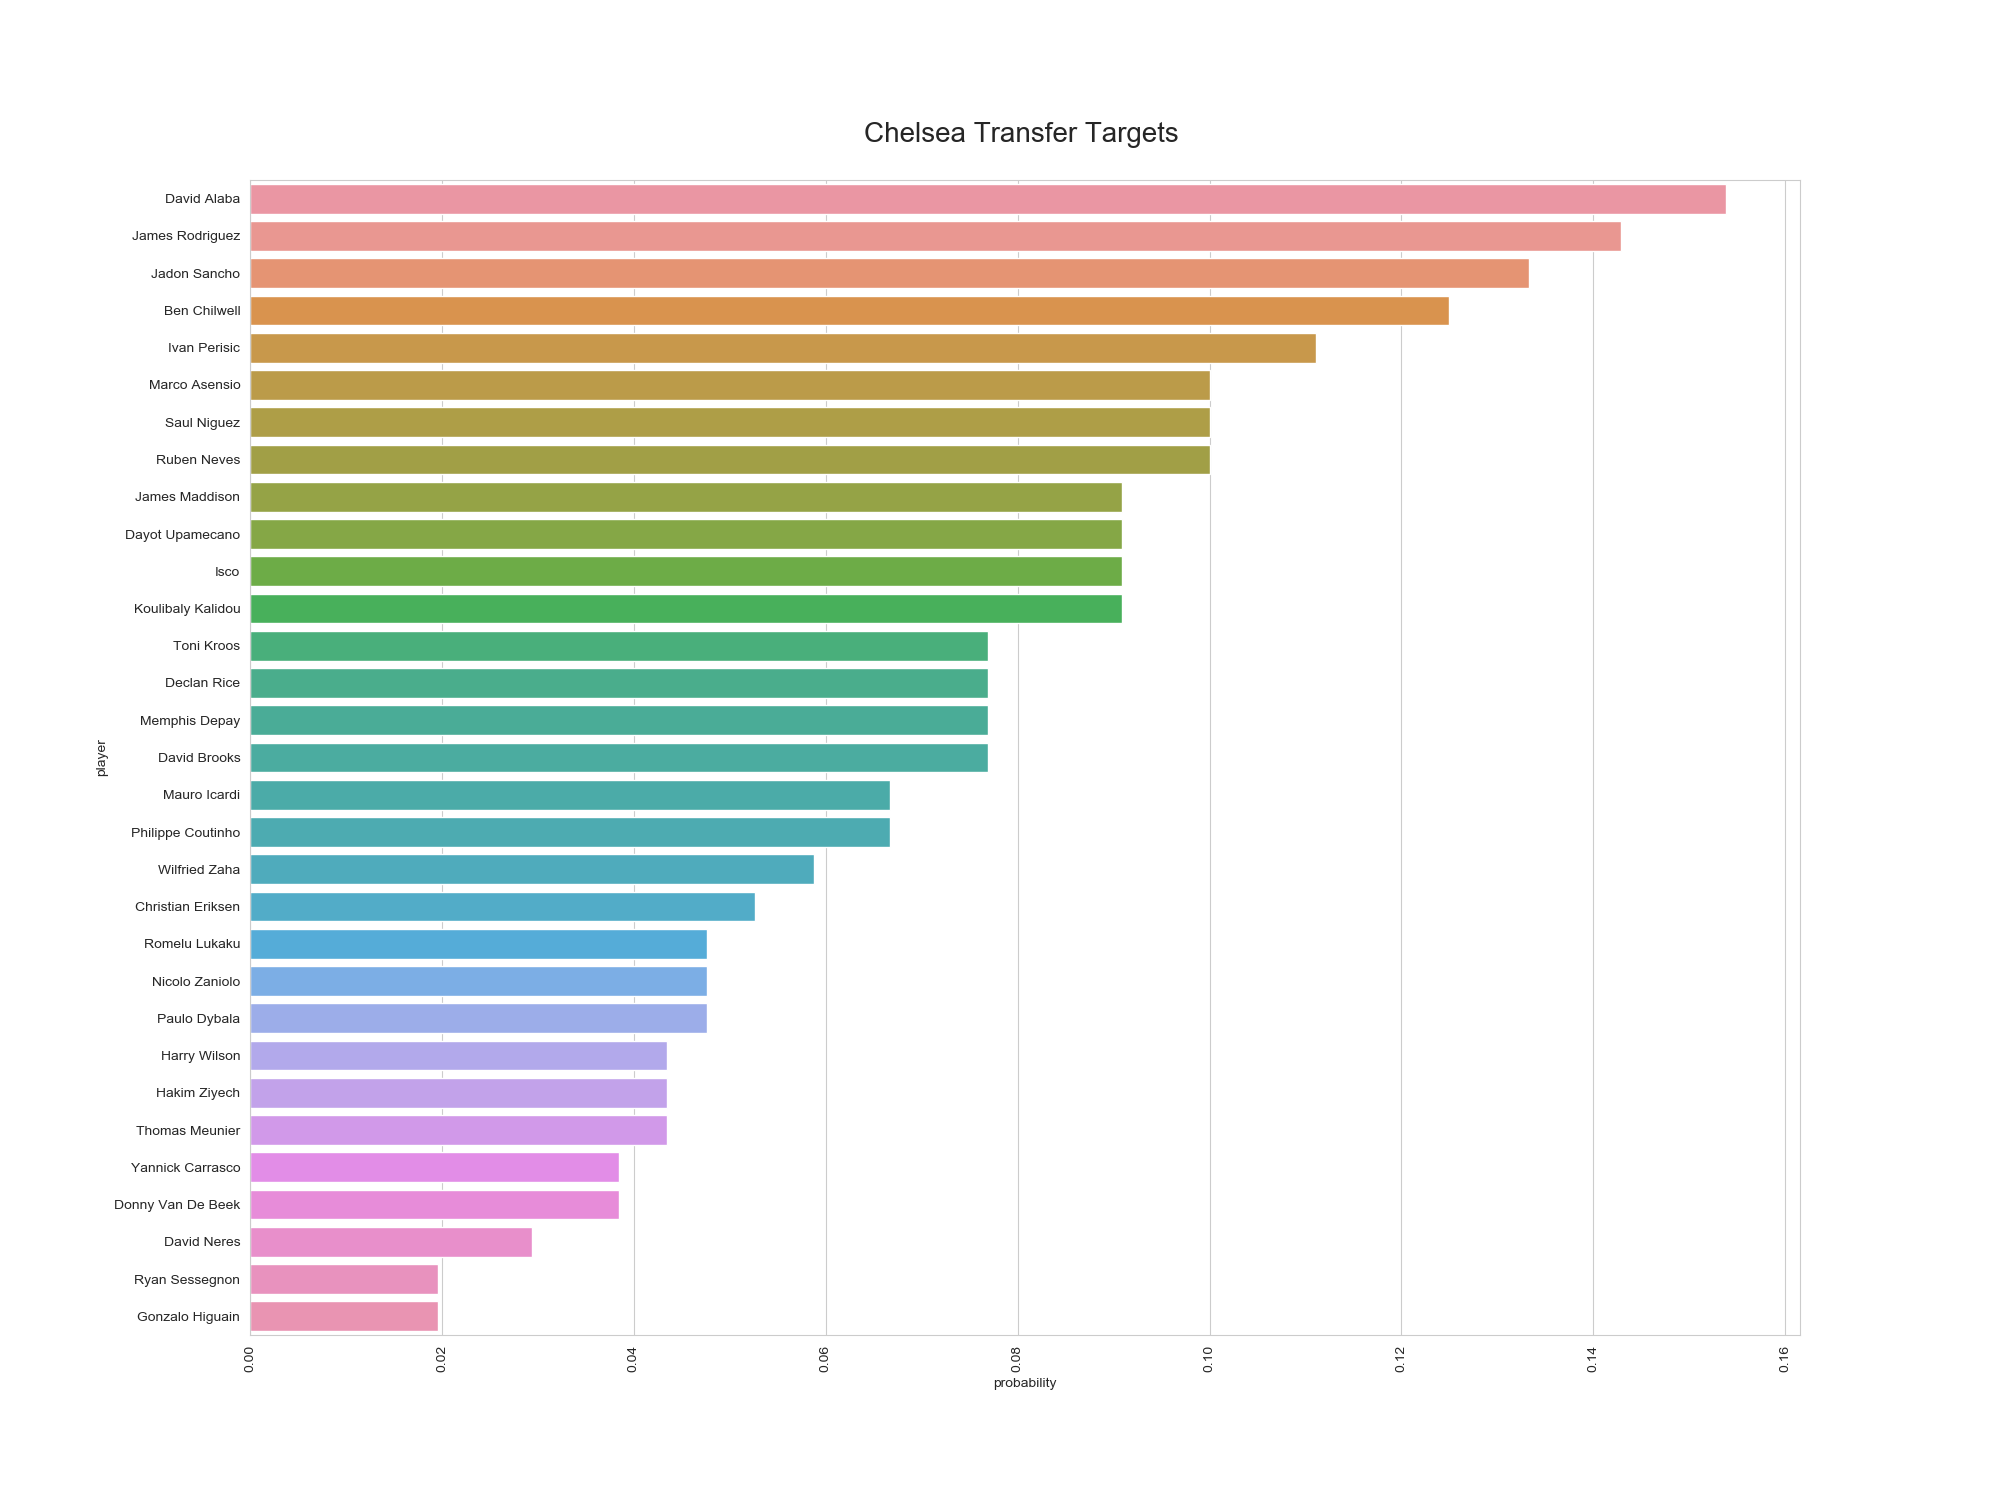 Chelsea Transfer Targets
David Alaba
James Rodriguez
Jadon Sancho
Ben Chilwell
Ivan Perisic
Marco Asensio
Saul Niguez
Ruben Neves
James Maddison
Dayot Upamecano
Isco
Koulibaly Kalidou
Toni Kroos
Declan Rice
Memphis Depay
David Brooks
Mauro Icardi
Philippe Coutinho
Wilfried Zaha
Christian Eriksen
Romelu Lukaku
Nicolo Zaniolo
Paulo Dybala
Harry Wilson
Hakim Ziyech
Thomas Meunier
Yannick Carrasco
Donny Van De Beek
David Neres
Ryan Sessegnon
Gonzalo Higuain
player
0.00
0.02
0.04
0.06
0.08
0.10
0.12
0.14
0.16
probability